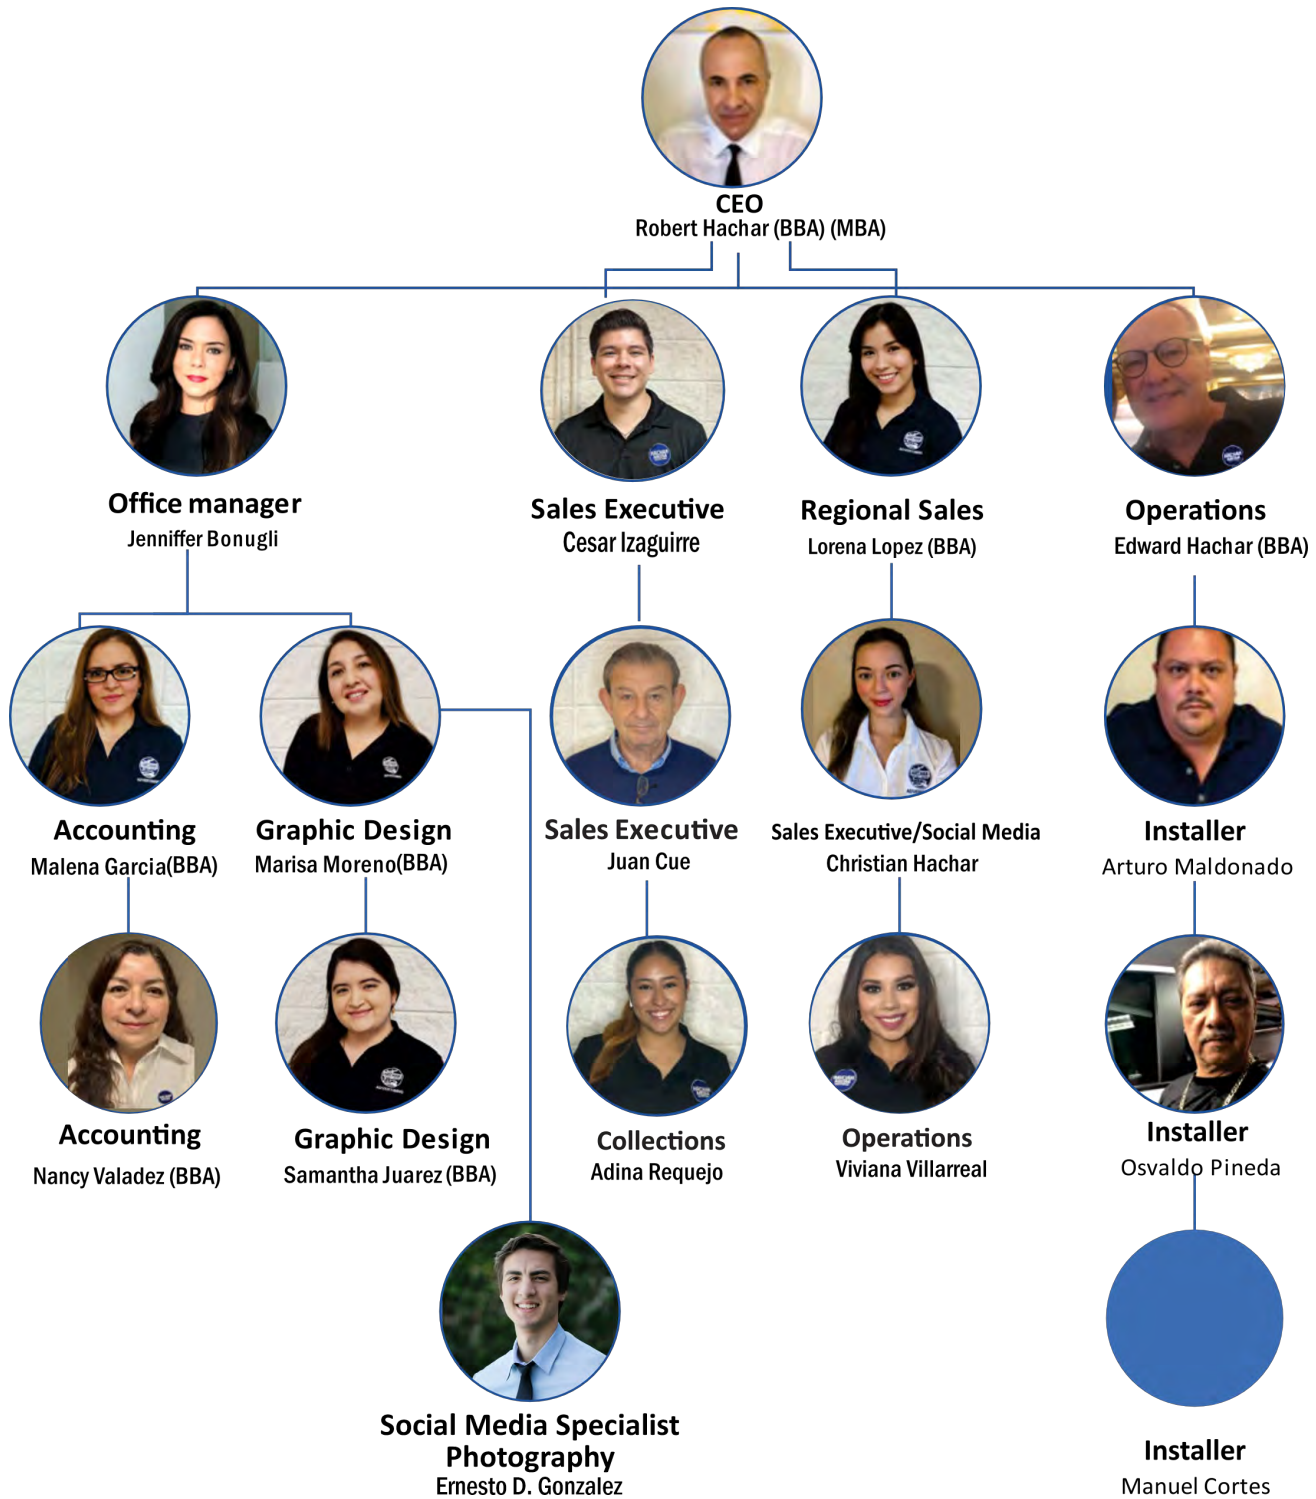 CEO
Robert Hachar (BBA) (MBA)
Office manager
Jenniffer Bonugli
Sales Executive
Cesar Izaguirre
Regional Sales
Lorena Lopez (BBA)
Operations
Edward Hachar (BBA)
Accounting
Malena Garcia(BBA)
Graphic Design
Marisa Moreno(BBA)
Sales Executive
Juan Cue
Sales Executive/Social Media
Christian Hachar
Installer
Arturo Maldonado
Accounting
Nancy Valadez (BBA)
Graphic Design
Samantha Juarez (BBA)
Collections
Adina Requejo
Operations
Viviana Villarreal
Installer
Osvaldo Pineda
Social Media Specialist
Photography
Ernesto D. Gonzalez
Installer
Manuel Cortes